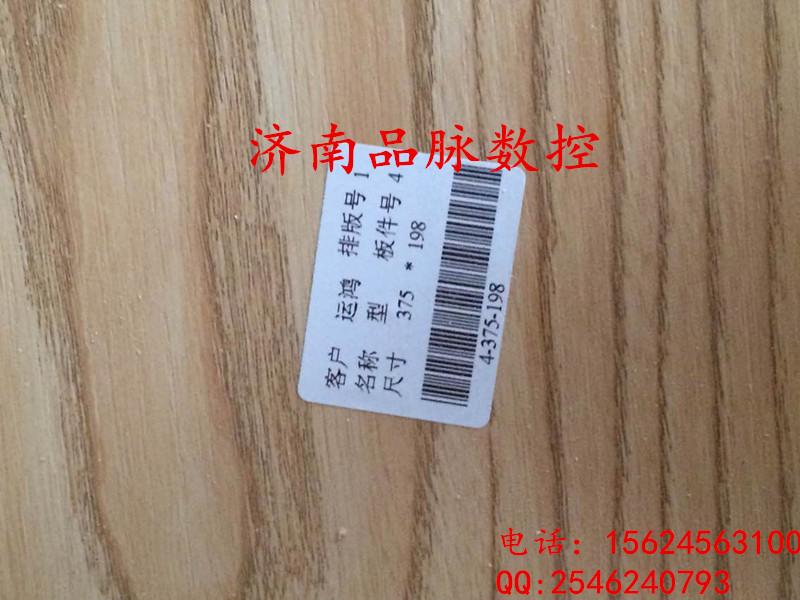 济南品脉数控
客户 运鸿 排版号 1
名称 型 板件号 4
尺寸 375 * 198
4-375-198
电话：15624563100
QQ:2546240793